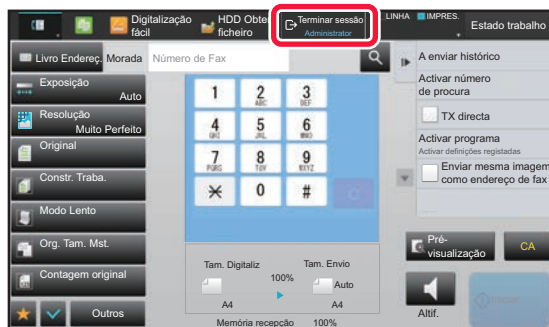 Digitalização
fácil
HDD Obte
ficheiro
Terminar sessão
Administrator
LINHA
IMPRES.
Estado trabalho
Livro Endereç.
Morada
Número de Fax
A enviar histórico
Activar número
de procura
TX directa
Activar programa
Activar definições registadas
Enviar mesma imagem
como endereço de fax
Exposição
Auto
Resolução
Muito Perfeito
Original
Constr. Traba.
Modo Lento
Org. Tam. Mst.
Contagem original
Outros
1
2
ABC
3
DEF
4
GHI
5
JKL
6
MNO
7
PQRS
8
TUV
9
WXYZ
0
#
Tam. Digitaliz
100%
Tam. Envio
Auto
A4
A4
Memória recepção
100%
Pré-
visualização
CA
Altif.
Iniciar